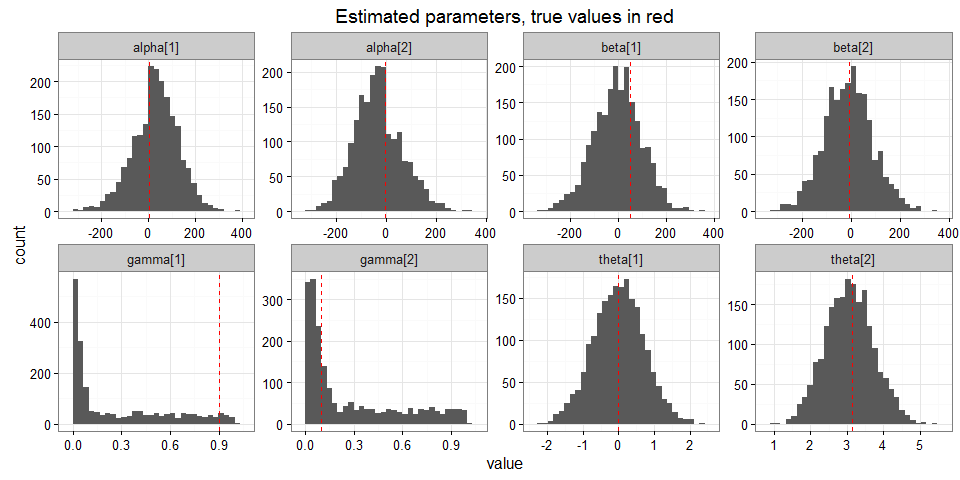 Estimated parameters, true values in red
alpha[1] alpha[2] beta[1] beta[2]
200
150
100
50
0
-200 0 200 400
200
150
100
50
0
-200 0 200 400
200
150
100
50
0
-200 0 200 400
200
150
100
50
0
-200 0 200 400
count
gamma[1] gamma[2] theta[1] theta[2]
400
200
0
0.0 0.3 0.6 0.9
300
200
100
0
0.0 0.3 0.6 0.9
150
100
50
0
-2 -1 0 1 2
150
100
50
0
1 2 3 4 5
value